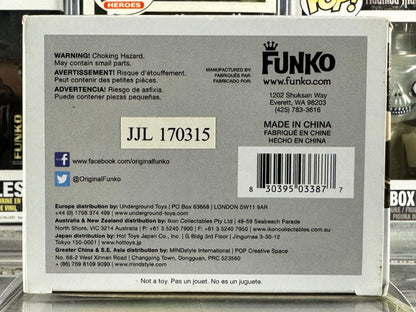 HEROES
POP!
WARNING! Choking Hazard.
May contain small parts.
AVERTISSEMENT! Risque d'étouffement.
Peut contenir de petites pièces.
ADVERTENCIA! Riesgo de asfixia.
Puede contener piezas pequeñas.
MANUFACTURED BY:
FABRIQUÉ PAR
FABRICADO POR
FUNKO
www.funko.com
1202 Shuksan Way
Everett, WA 98203
(425) 783-3616
MADE IN CHINA
FABRIQUÉ EN CHINE
HECHO EN CHINA
JJL 170315
www.facebook.com/originalfunko
@OriginalFunko
8 30395 03387 7
Europe distribution by: Underground Toys | PO BOX 63668 | LONDON SW11 9AR
+44 (0) 1708 374 499 | www.underground-toys.com
Australia & New Zealand distribution by: Ikon Collectables Pty Ltd | 49-59 Seabeach Parade
North Shore, VIC 3214 Australia | P: +61 3 5240 7900 | F: +61 3 5240 7901 | www.ikoncollectables.com.au
Japan distribution by: Hot Toys Japan Co., Inc. | G Bldg 3rd Floor | Jingumae 3-30-12
Tokyo 150-0001 | www.hottoys.jp
Greater China & S.E. Asia distribution by: MINDstyle International | POP Creative Space
No. 68-2 West Xinnan Road | Changping Town, Dongguan, PRC 523560
+ (86) 769 8109 9090 | www.mindstyle.com
Not a toy. Pas un jouet. No es un juguete.
LES
BOX